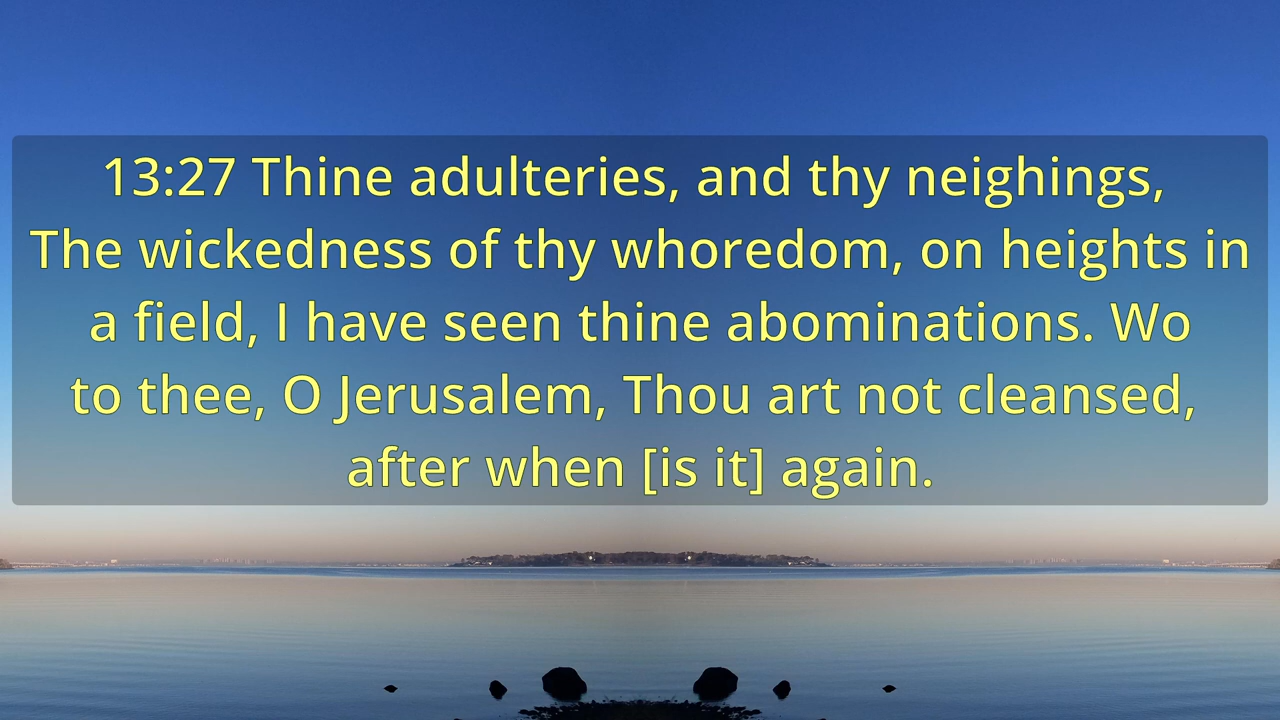 13:27 Thine adulteries, and thy neighings,
The wickedness of thy whoredom, on heights in
a field, I have seen thine abominations. Wo
to thee, O Jerusalem, Thou art not cleansed,
after when [is it] again.